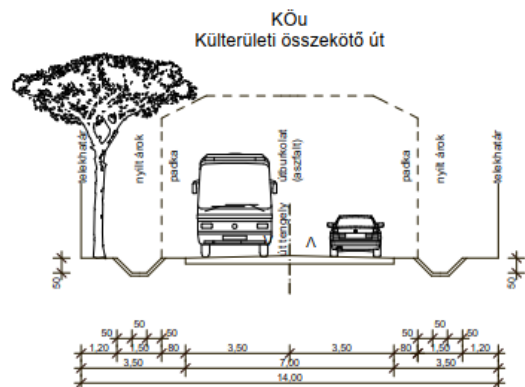 KÖu
Külterületi összekötő út
telekhatár
nyílt árok
padka
útburkolat
(aszfalt)
úttengely
padka
nyílt árok
telekhatár
50
50
50 50
50 50 50 50
1,20 1,50 80 3,50 3,50 80 1,50 1,20
3,50 7,00 3,50
14,00